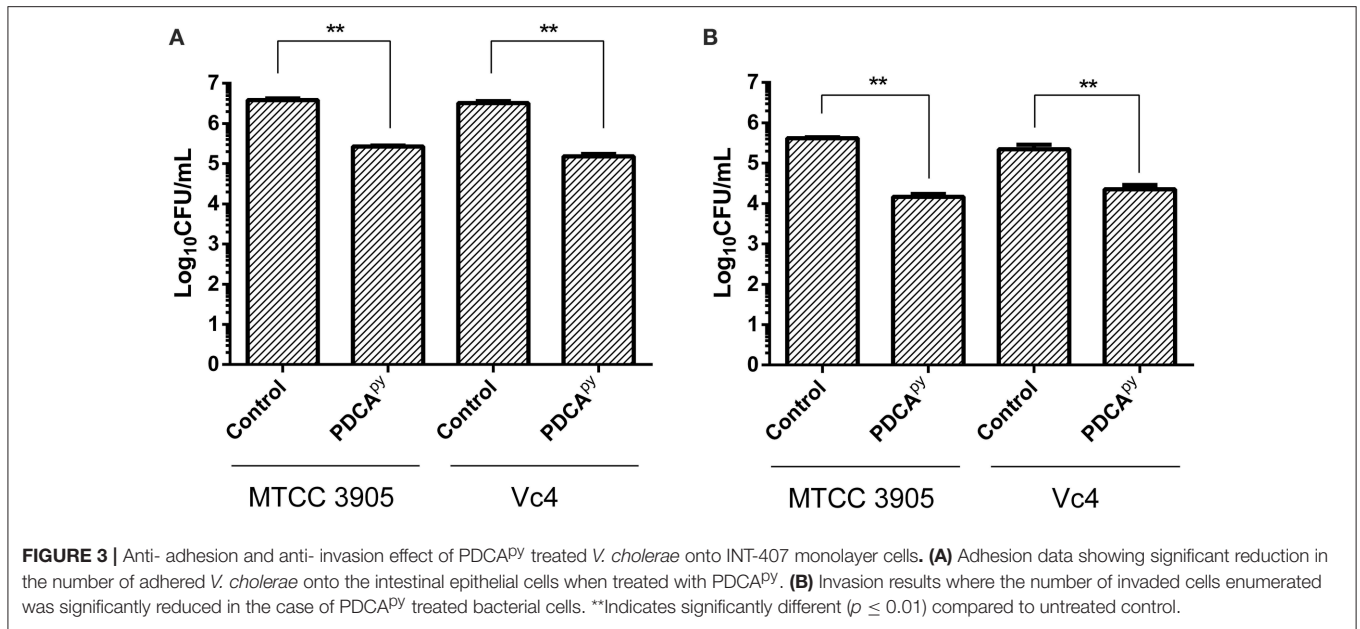 A
**
**
7
6
5
4
3
2
1
0
Log₁₀CFU/mL
Control
PDCAᵖʸ
Control
PDCAᵖʸ
MTCC 3905
Vc4
B
**
**
7
6
5
4
3
2
1
0
Log₁₀CFU/mL
Control
PDCAᵖʸ
Control
PDCAᵖʸ
MTCC 3905
Vc4
FIGURE 3 | Anti- adhesion and anti- invasion effect of PDCAᵖʸ treated V. cholerae onto INT-407 monolayer cells. (A) Adhesion data showing significant reduction in
the number of adhered V. cholerae onto the intestinal epithelial cells when treated with PDCAᵖʸ. (B) Invasion results where the number of invaded cells enumerated
was significantly reduced in the case of PDCAᵖʸ treated bacterial cells. **Indicates significantly different (p ≤ 0.01) compared to untreated control.